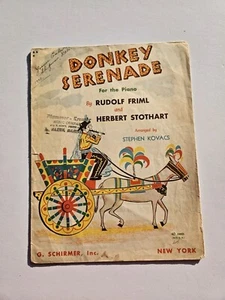 DONKEY
SERENADE
For the Piano
By RUDOLF FRIML
and
HERBERT STOTHART
Arranged by
STEPHEN KOVACS
G. SCHIRMER, Inc.
NEW YORK